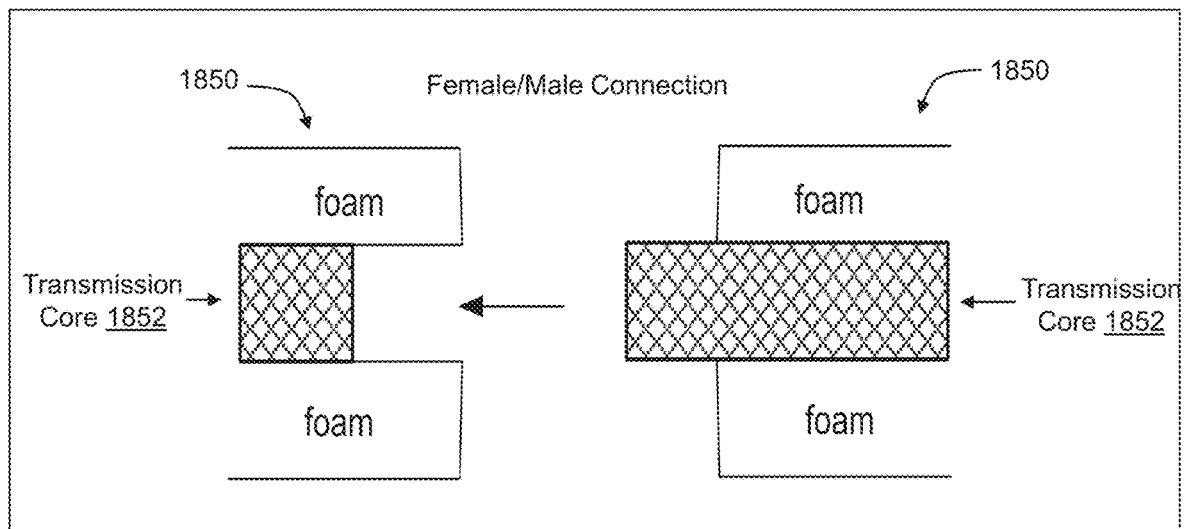 1850
Female/Male Connection
1850
foam
foam
Transmission
Core 1852
Transmission
Core 1852
foam
foam